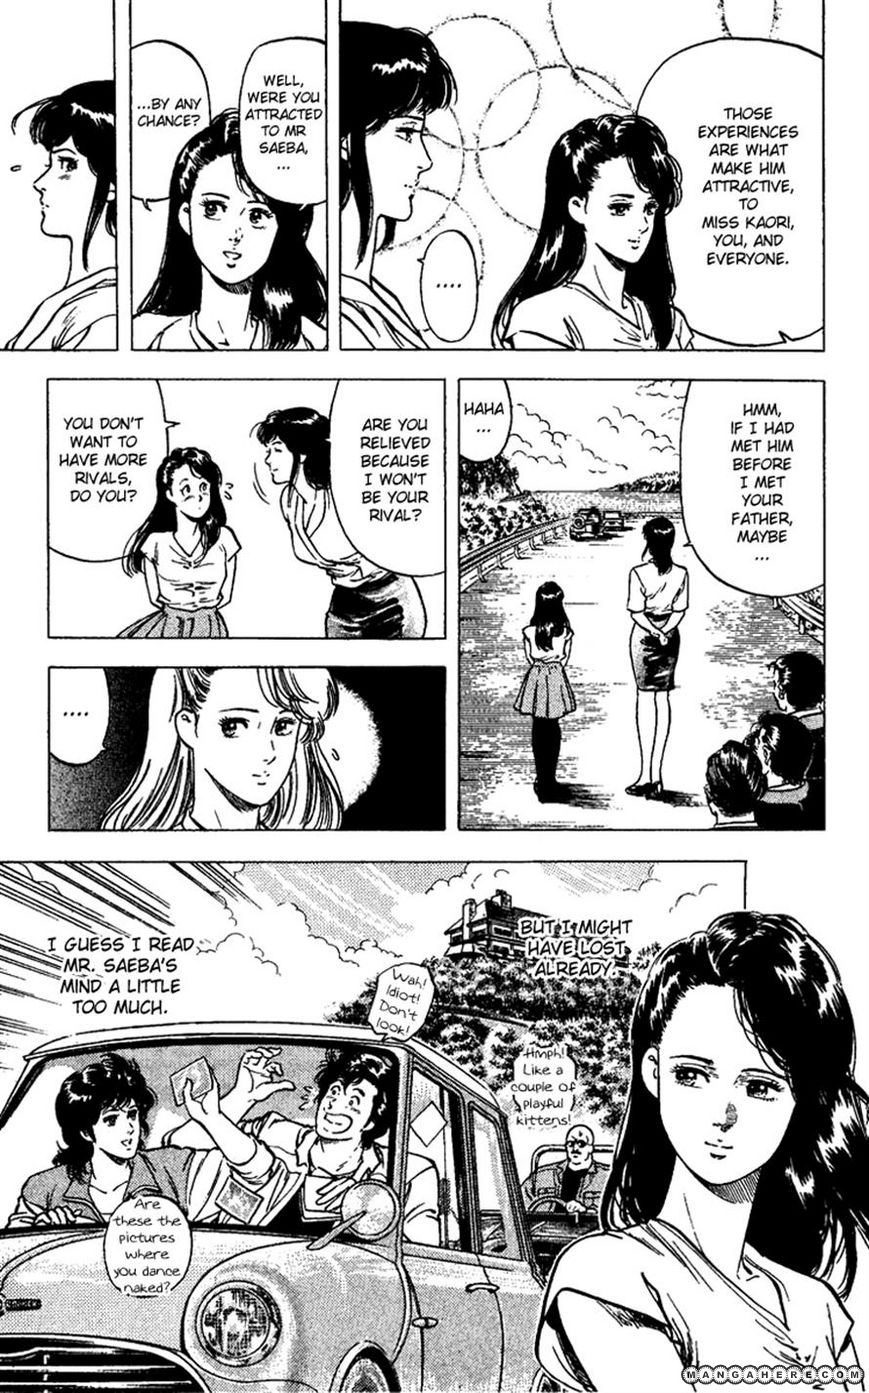 THOSE
EXPERIENCES
ARE WHAT
MAKE HIM
ATTRACTIVE,
TO
MISS KAORI,
YOU, AND
EVERYONE.
....
WELL,
WERE YOU
ATTRACTED
TO MR
SAEBA,
...
...BY ANY
CHANCE?
HMM,
IF I HAD
MET HIM
BEFORE
I MET
YOUR
FATHER,
MAYBE
...
HAHA
...
ARE YOU
RELIEVED
BECAUSE
I WON'T
BE YOUR
RIVAL?
YOU DON'T
WANT TO
HAVE MORE
RIVALS,
DO YOU?
....
BUT I MIGHT
HAVE LOST
ALREADY.
I GUESS I READ
MR. SAEBA'S
MIND A LITTLE
TOO MUCH.
Wah!
Idiot!
Don't
look!
Hmph!
Like a
couple of
playful
kittens!
Are
these the
pictures
where
you dance
naked?
MANGAHERE.COM